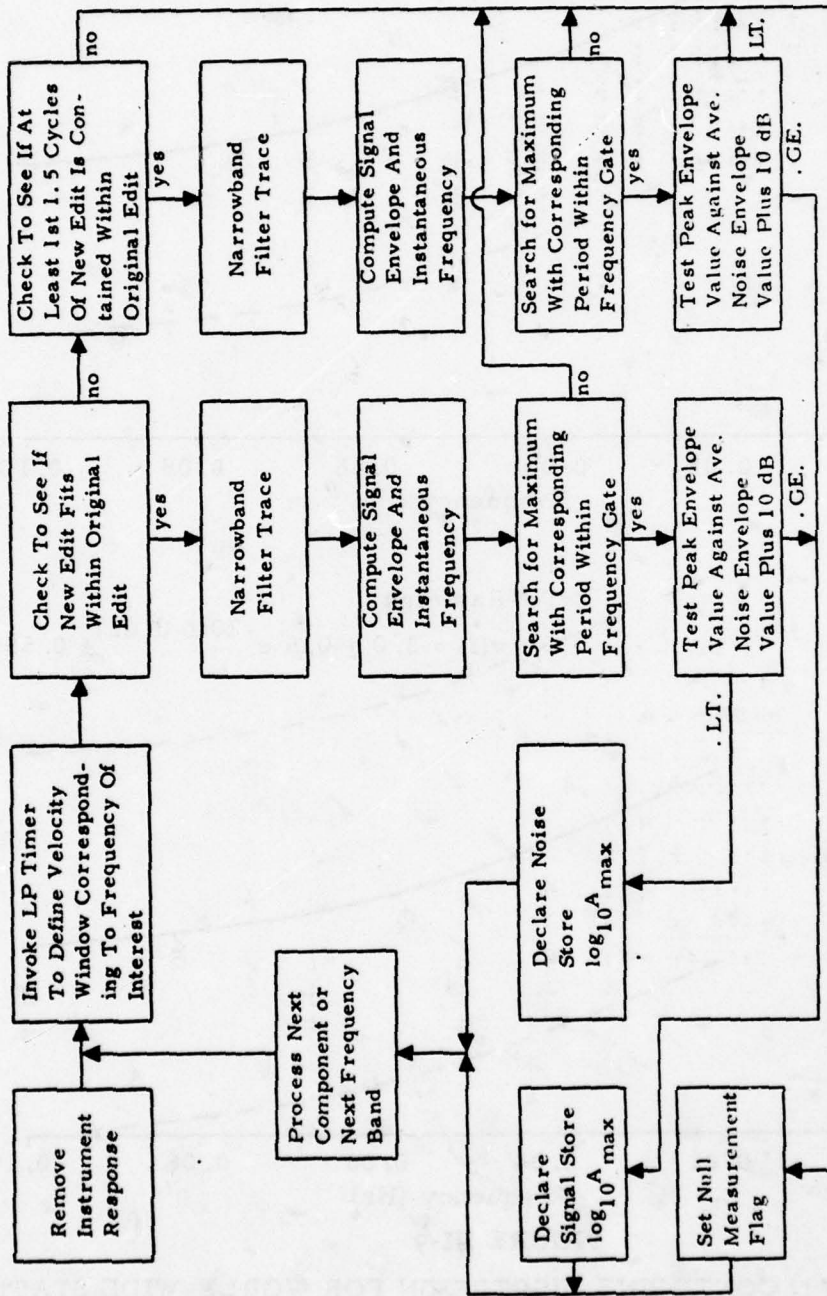 Remove
Instrument
Response
Invoke LP Timer
To Define Velocity
Window Correspond-
ing To Frequency Of
Interest
Check To See If
New Edit Fits
Within Original
Edit
no
yes
Check To See If At
Least 1st 1.5 Cycles
Of New Edit Is Con-
tained Within
Original Edit
no
yes
Narrowband
Filter Trace
Narrowband
Filter Trace
Compute Signal
Envelope And
Instantaneous
Frequency
Compute Signal
Envelope And
Instantaneous
Frequency
Process Next
Component or
Next Frequency
Band
Search for Maximum
With Corresponding
Period Within
Frequency Gate
no
yes
Search for Maximum
With Corresponding
Period Within
Frequency Gate
no
yes
Declare
Signal Store
log10A max
Declare Noise
Store
log10A max
Test Peak Envelope
Value Against Ave.
Noise Envelope
Value Plus 10 dB
. LT.
. GE.
Test Peak Envelope
Value Against Ave.
Noise Envelope
Value Plus 10 dB
. LT.
. GE.
Set Null
Measurement
Flag